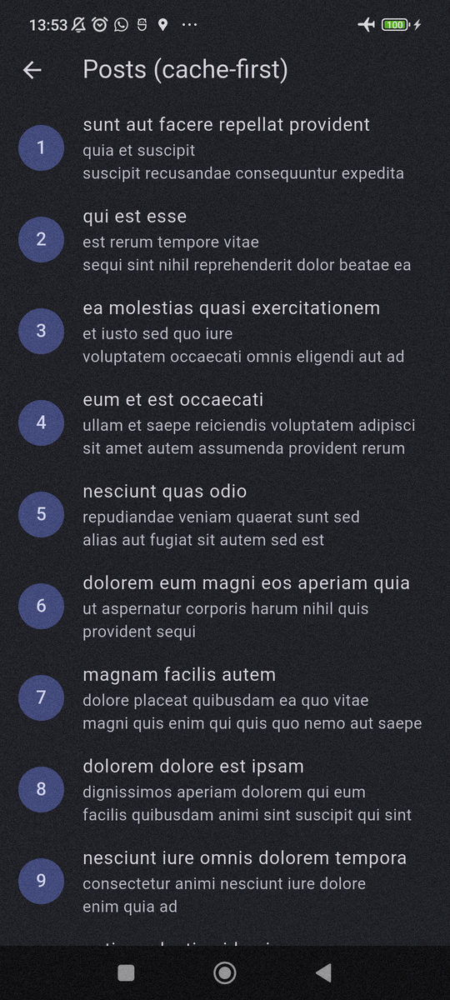 13:53
100
Posts (cache-first)
1
sunt aut facere repellat provident
quia et suscipit
suscipit recusandae consequuntur expedita
2
qui est esse
est rerum tempore vitae
sequi sint nihil reprehenderit dolor beatae ea
3
ea molestias quasi exercitationem
et iusto sed quo iure
voluptatem occaecati omnis eligendi aut ad
4
eum et est occaecati
ullam et saepe reiciendis voluptatem adipisci
sit amet autem assumenda provident rerum
5
nesciunt quas odio
repudiandae veniam quaerat sunt sed
alias aut fugiat sit autem sed est
6
dolorem eum magni eos aperiam quia
ut aspernatur corporis harum nihil quis
provident sequi
7
magnam facilis autem
dolore placeat quibusdam ea quo vitae
magni quis enim qui quis quo nemo aut saepe
8
dolorem dolore est ipsam
dignissimos aperiam dolorem qui eum
facilis quibusdam animi sint suscipit qui sint
9
nesciunt iure omnis dolorem tempora
consectetur animi nesciunt iure dolore
enim quia ad